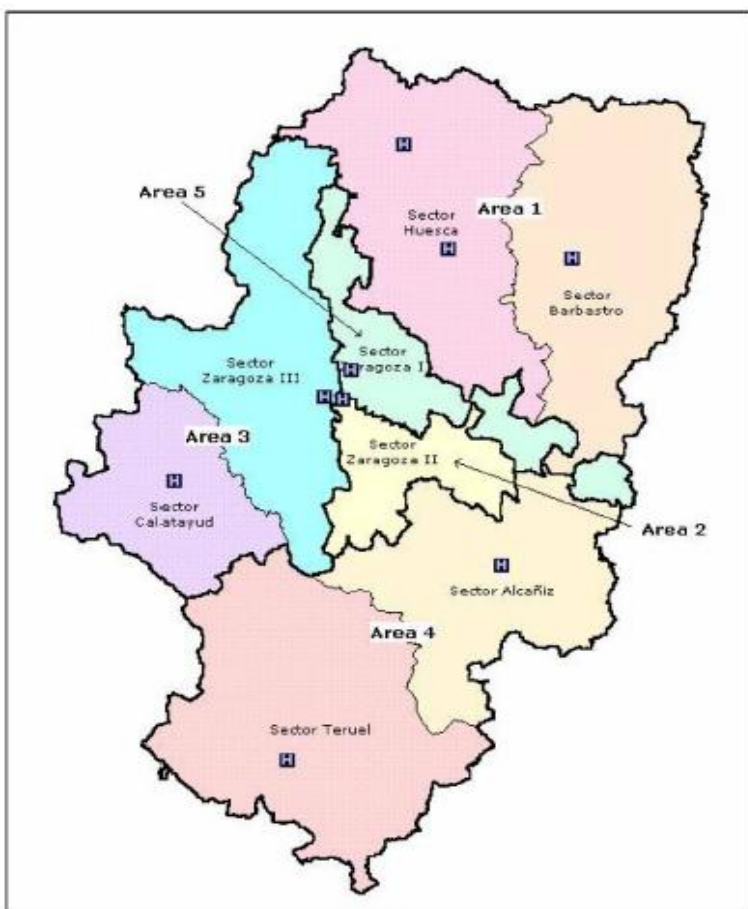 H
Area 5
Area 1
Sector
Huesca
H
H
Sector
Barbastro
Sector
Zaragoza III
Sector
aragoza I
H
H
H
Area 3
Sector
Zaragoza II
H
Sector
Calatayud
Area 2
H
Sector Alcañiz
Area 4
Sector Teruel
H